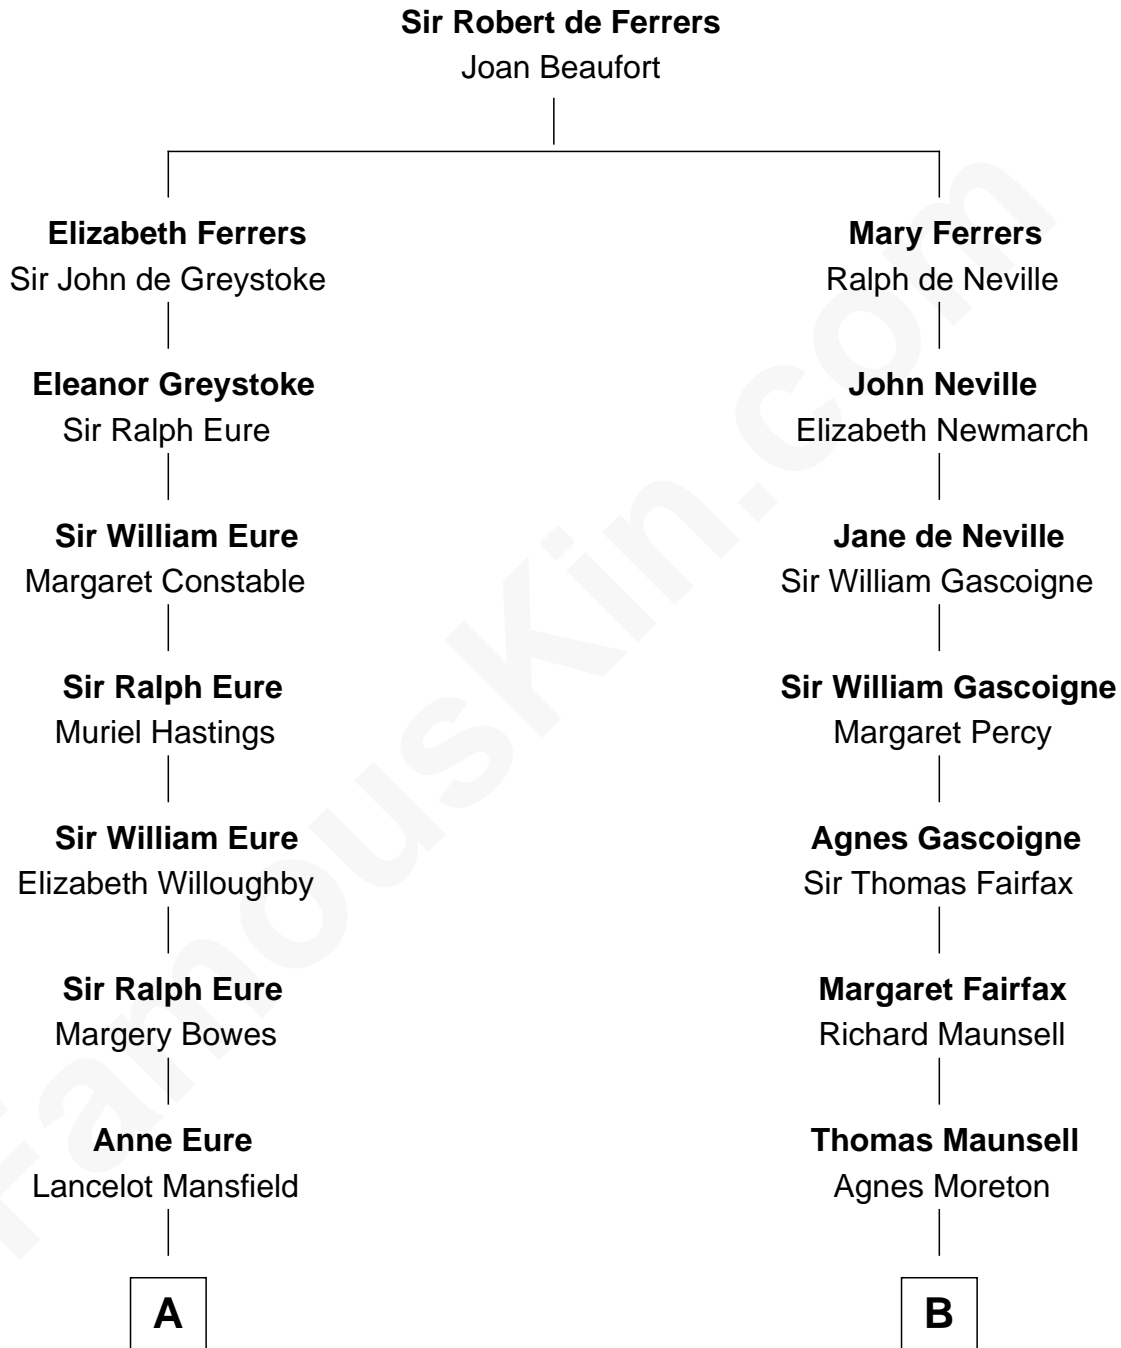 Sir Robert de Ferrers
Joan Beaufort
Elizabeth Ferrers
Sir John de Greystoke
Mary Ferrers
Ralph de Neville
Eleanor Greystoke
Sir Ralph Eure
John Neville
Elizabeth Newmarch
Sir William Eure
Margaret Constable
Jane de Neville
Sir William Gascoigne
Sir Ralph Eure
Muriel Hastings
Sir William Gascoigne
Margaret Percy
Sir William Eure
Elizabeth Willoughby
Agnes Gascoigne
Sir Thomas Fairfax
Sir Ralph Eure
Margery Bowes
Margaret Fairfax
Richard Maunsell
Anne Eure
Lancelot Mansfield
Thomas Maunsell
Agnes Moreton
A
B
FamousKin.com